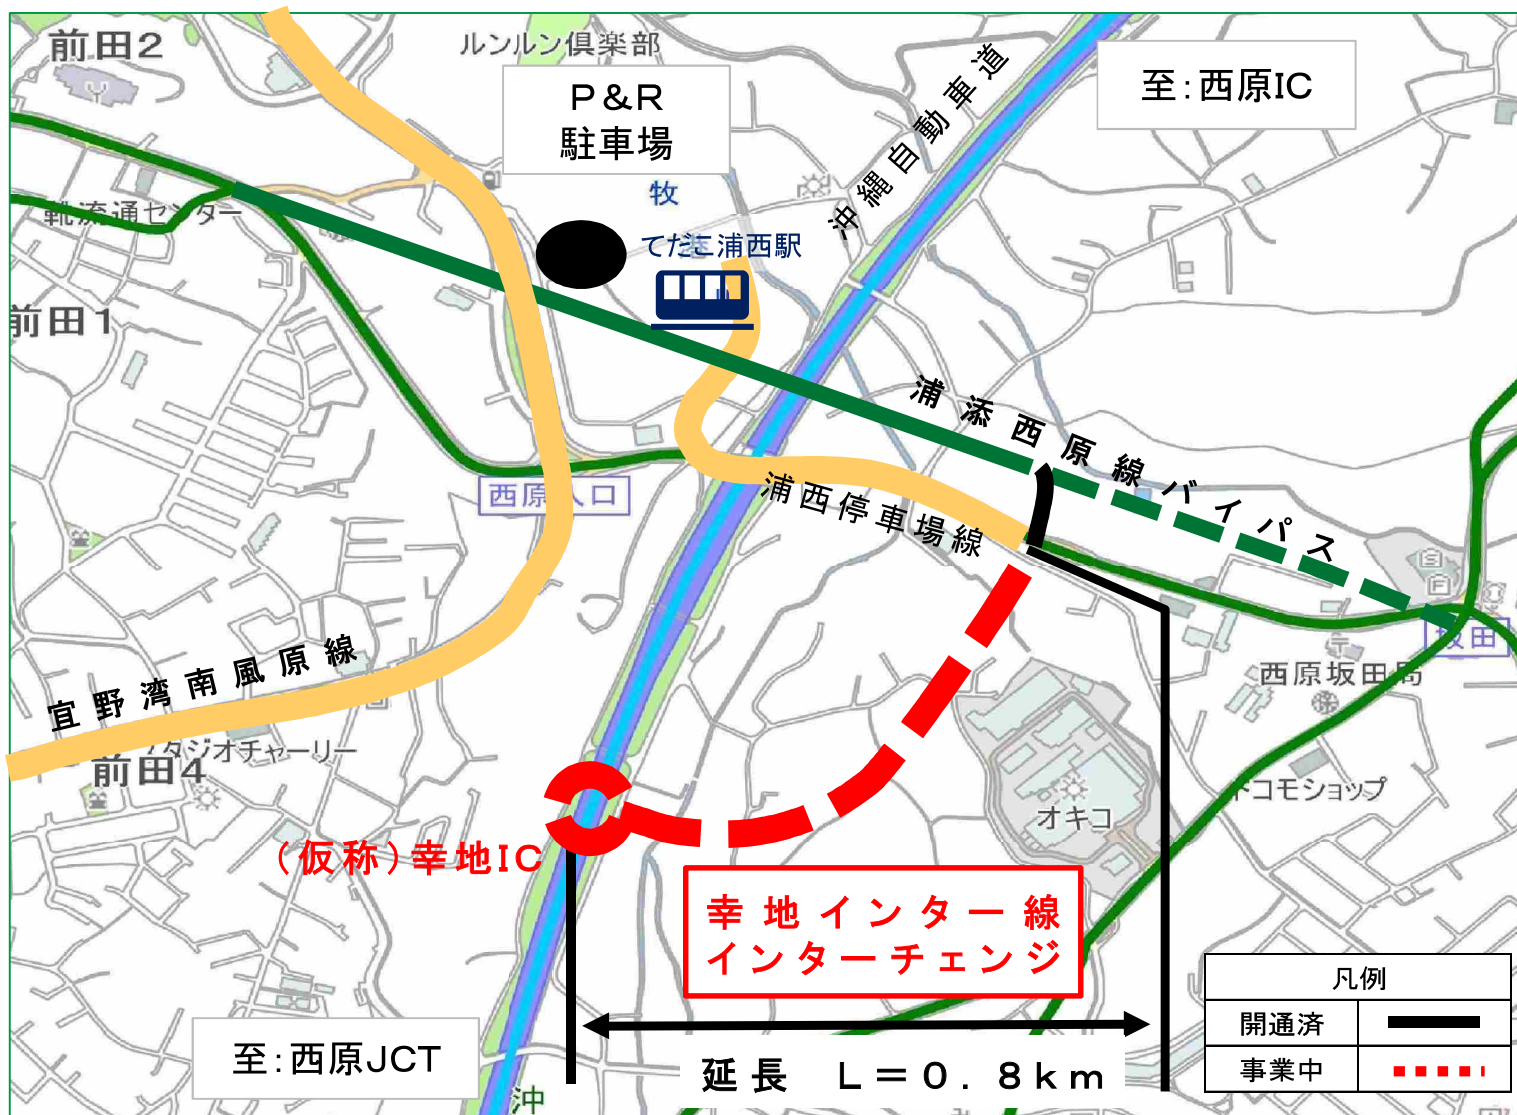 前田2
ルンルン倶楽部
P&R
駐車場
至:西原IC
沖縄自動車道
牧
靴流通センター
てだこ浦西駅
前田1
浦添西原線バイパス
西原入口
浦西停車場線
宜野湾南風原線
坂田
西原坂田局
タジオチャーリー
前田4
ドコモショップ
オキコ
(仮称)幸地IC
幸地インター線
インターチェンジ
凡例
開通済
事業中
至:西原JCT
延長 L=0.8km
沖